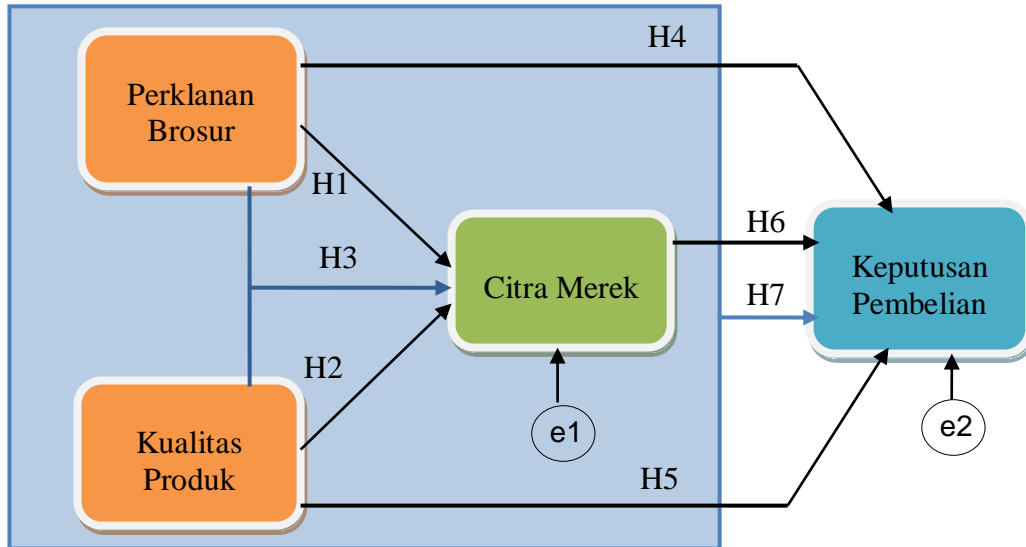 H4
Perklanan
Brosur
H1
H6
H3
Citra Merek
Keputusan
Pembelian
H7
H2
e1
e2
Kualitas
Produk
H5